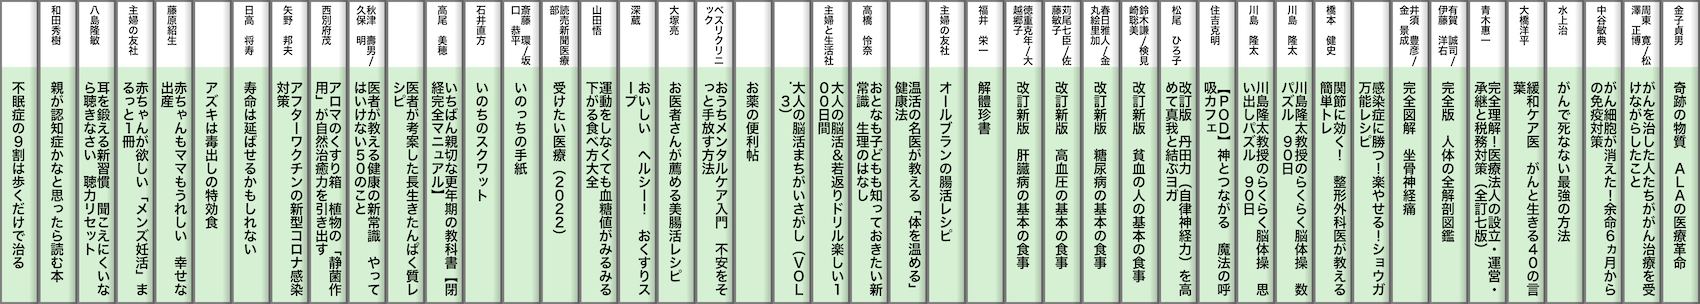 金子貞男
奇跡の物質　ＡＬＡの医療革命
周東　寛/松
澤　正博
がんを治した人たちががん治療を受
けながらしたこと
中谷敏典
がん細胞が消えた！余命６ヵ月から
の免疫対策
水上治
がんで死なない最強の方法
大橋洋平
緩和ケア医　がんと生きる４０の言
葉
青木惠一
完全理解！医療法人の設立・運営・
承継と税務対策（全訂七版）
有賀　誠司/
伊藤　洋右
完全版　人体の全解剖図鑑
井須　豊彦/
金　景成
完全図解　坐骨神経痛
感染症に勝つ！楽やせる！ショウガ
万能レシピ
橋本　健史
関節に効く！　整形外科医が教える
簡単トレ
川島　隆太
川島隆太教授のらくらく脳体操　数
パズル　９０日
川島　隆太
川島隆太教授のらくらく脳体操　思
い出しパズル　９０日
住吉克明
【ＰＯＤ】神とつながる　魔法の呼
吸カフェ
松尾　ひろ子
改訂版　丹田力（自律神経力）を高
めて真我と結ぶヨガ
鈴木謙/検見
崎聡美
改訂新版　貧血の人の基本の食事
春日雅人/金
丸絵里加
改訂新版　糖尿病の基本の食事
苅尾七臣/佐
藤敏子
改訂新版　高血圧の基本の食事
徳重克年/大
越郷子
改訂新版　肝臓病の基本の食事
福井　栄一
解體珍書
主婦の友社
オールブランの腸活レシピ
温活の名医が教える「体を温める」
健康法
高橋　怜奈
おとなも子どもも知っておきたい新
常識　生理のはなし
主婦と生活社
大人の脳活＆若返りドリル楽しい１
００日間
大人の脳活まちがいさがし（ＶＯＬ
．３）
お薬の便利帖
ベスリクリニ
ック
おうちメンタルケア入門　不安をそ
っと手放す方法
大塚亮
お医者さんが薦める美腸活レシピ
深蔵
おいしい　ヘルシー！　おくすりス
ープ
山田悟
運動をしなくても血糖値がみるみる
下がる食べ方大全
読売新聞医療
部
受けたい医療（２０２２）
斎藤　環/坂
口　恭平
いのっちの手紙
石井直方
いのちのスクワット
高尾　美穂
いちばん親切な更年期の教科書【閉
経完全マニュアル】
医者が考案した長生きたんぱく質レ
シピ
秋津　壽男/
久保　明
医者が教える健康の新常識　やって
はいけない５０のこと
西別府茂
アロマのくすり箱　植物の「静菌作
用」が自然治癒力を引き出す
矢野　邦夫
アフターワクチンの新型コロナ感染
対策
日高　将寿
寿命は延ばせるかもしれない
アズキは毒出しの特効食
藤原紹生
赤ちゃんもママもうれしい　幸せな
お産
主婦の友社
赤ちゃんが欲しい「メンズ妊活」ま
るっと１冊
八島隆敏
耳を鍛える新習慣　聞こえにくいな
ら聴きなさい　聴力リセット
和田秀樹
親が認知症かなと思ったら読む本
不眠症の９割は歩くだけで治る